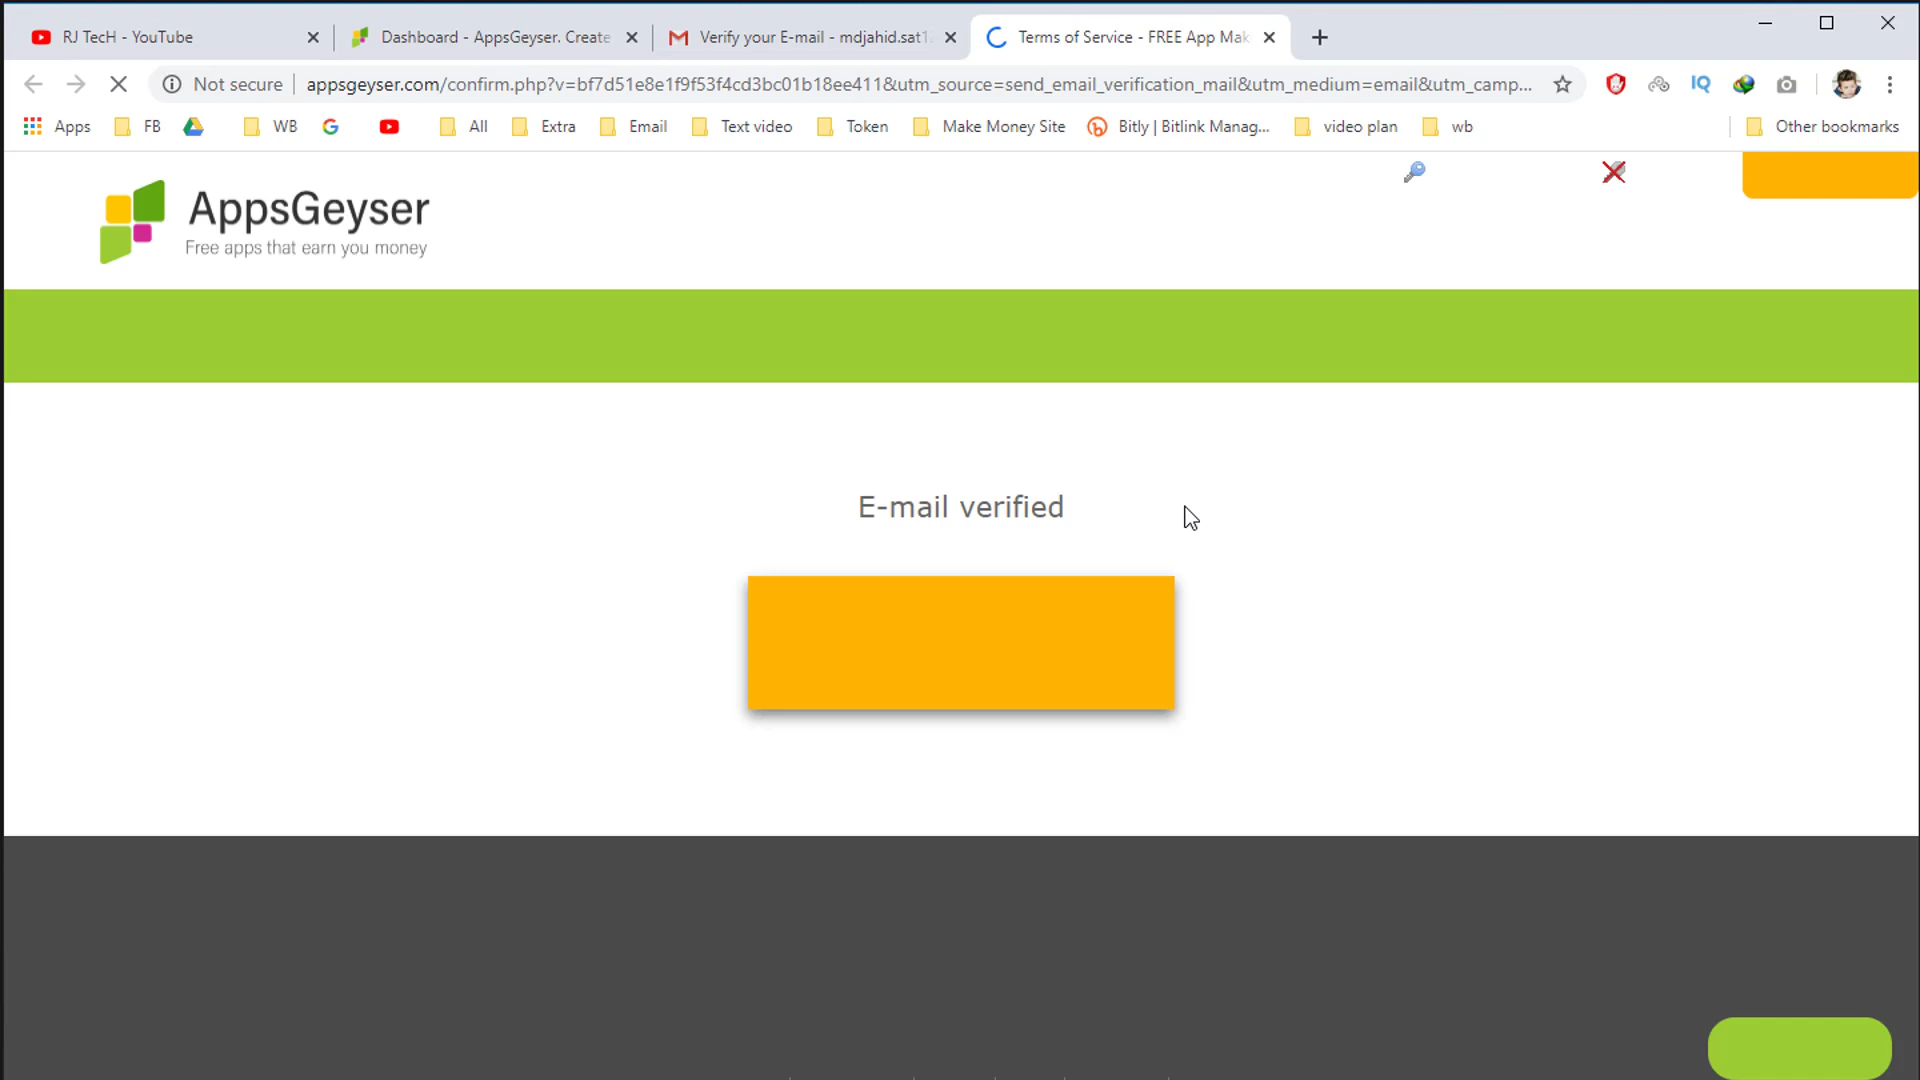 RJ TecH - YouTube
Dashboard - AppsGeyser. Create
Verify your E-mail - mdjahid.sat1
Terms of Service - FREE App Mak
Not secure
appsgeyser.com/confirm.php?v=bf7d51e8e1f9f53f4cd3bc01b18ee411&utm_source=send_email_verification_mail&utm_medium=email&utm_camp...
IQ
Apps
FB
WB
All
Extra
Email
Text video
Token
Make Money Site
Bitly | Bitlink Manag...
video plan
wb
Other bookmarks
AppsGeyser
Free apps that earn you money
E-mail verified